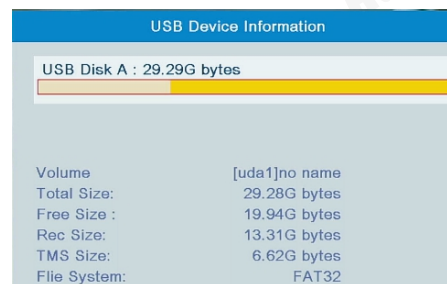 USB Device Information
USB Disk A : 29.29G bytes
Volume [uda1]no name
Total Size: 29.28G bytes
Free Size : 19.94G bytes
Rec Size: 13.31G bytes
TMS Size: 6.62G bytes
Flie System: FAT32